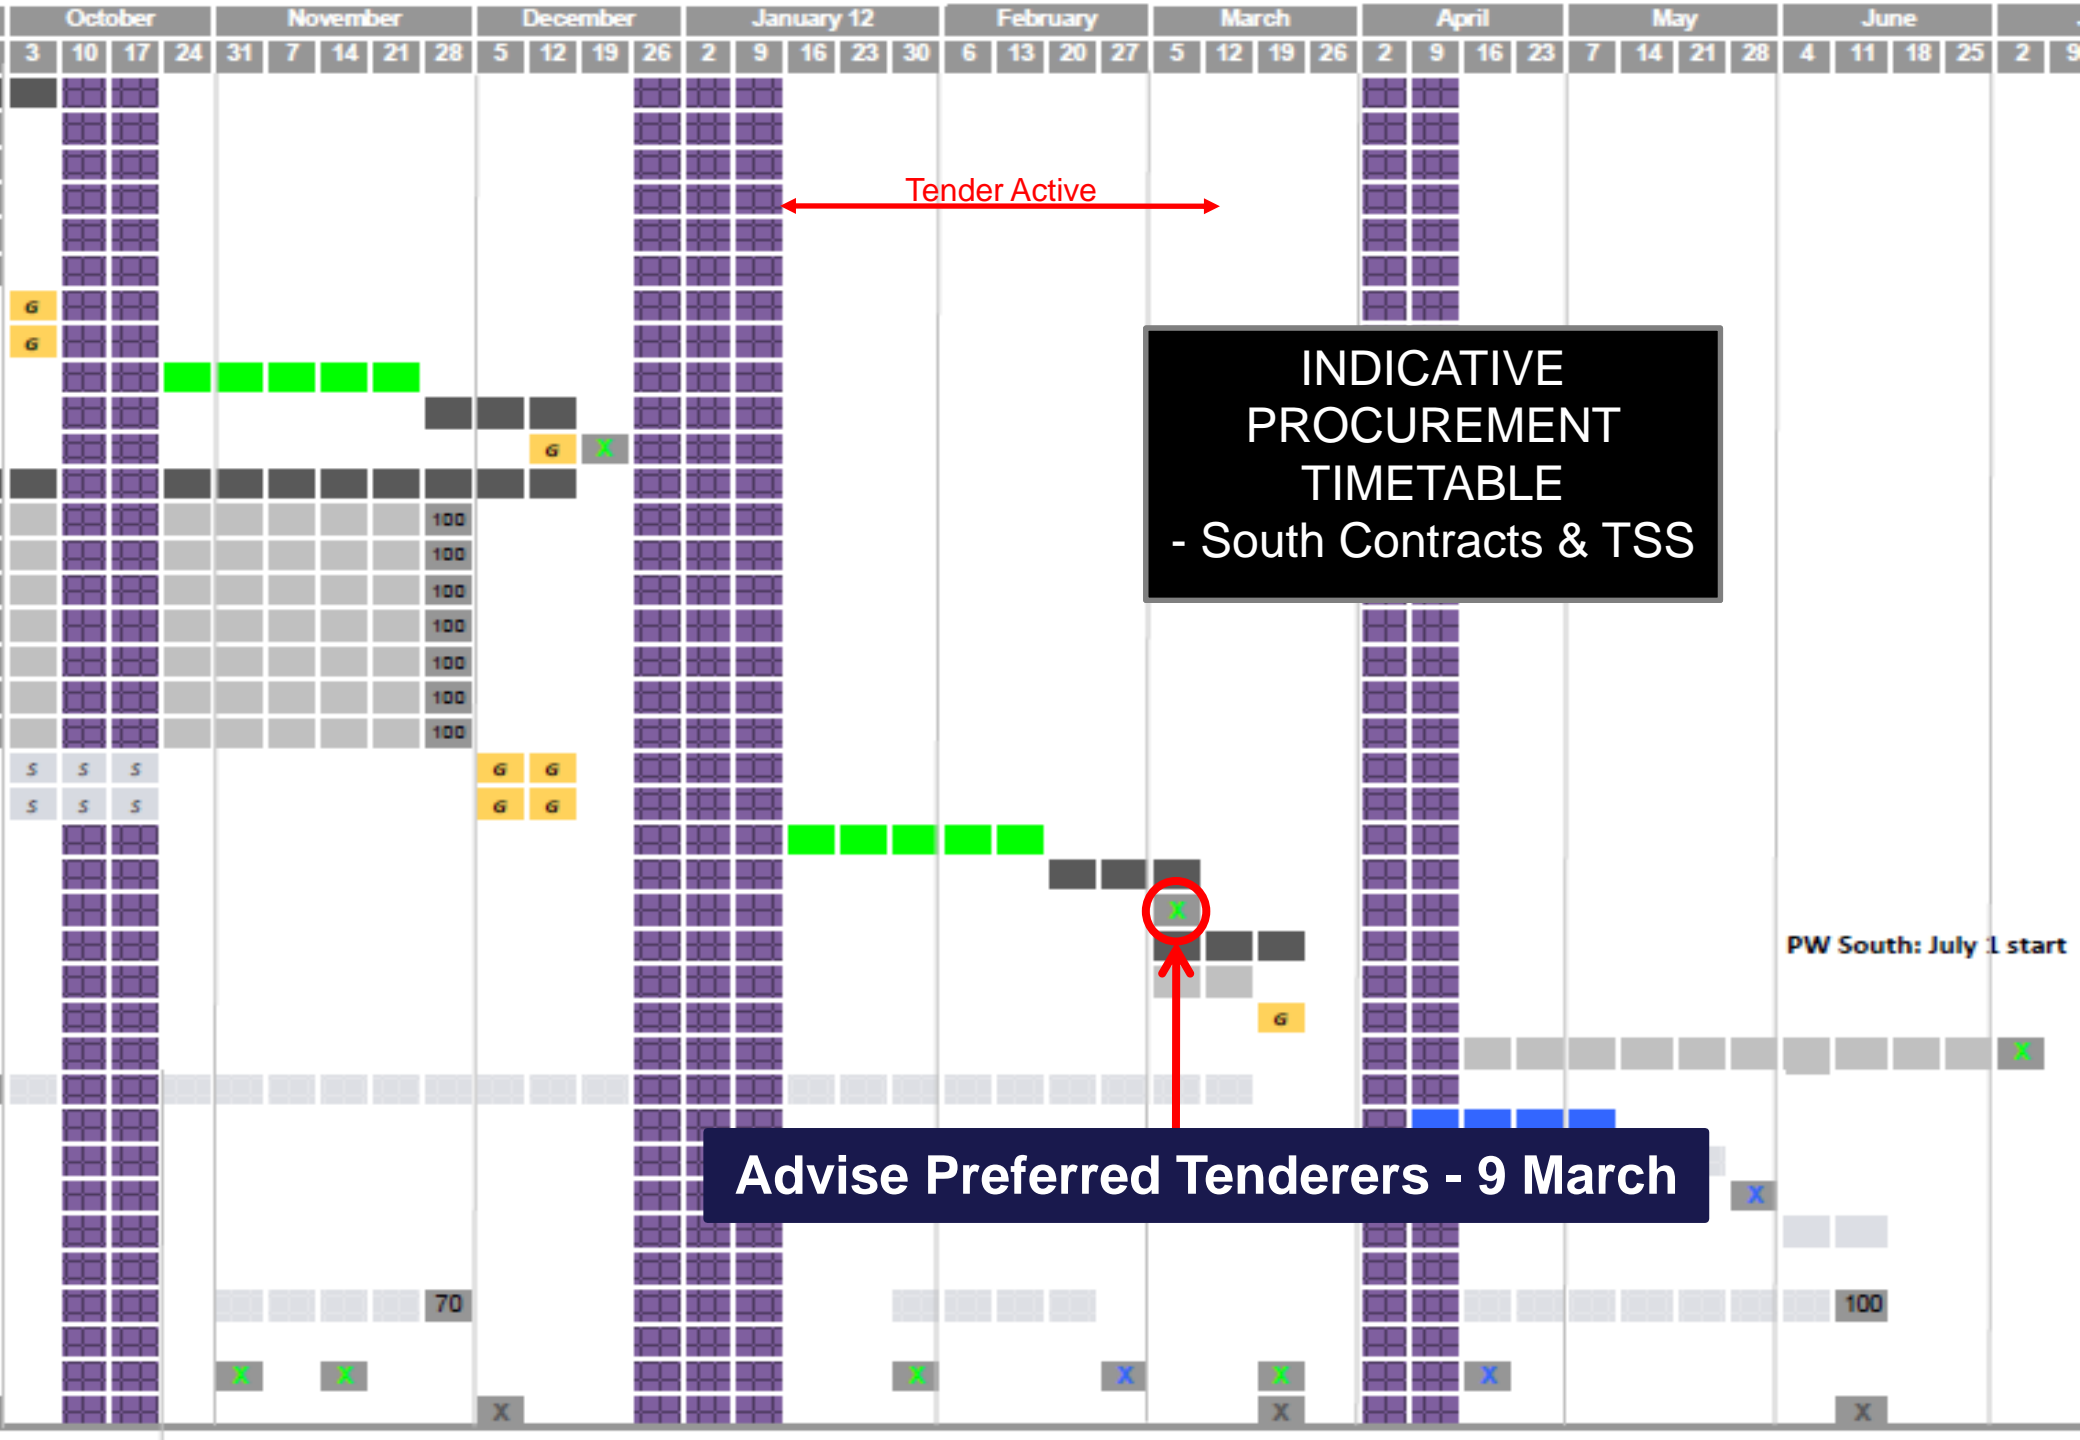 October November December January 12 February March April May June
3 10 17 24 31 7 14 21 28 5 12 19 26 2 9 16 23 30 6 13 20 27 5 12 19 26 2 9 16 23 7 14 21 28 4 11 18 25 2 9
Tender Active
G
G
INDICATIVE
PROCUREMENT
TIMETABLE
- South Contracts & TSS
G X
100
100
100
100
100
100
100
S S S G G
S S S G G
X
PW South: July 1 start
G
X
Advise Preferred Tenderers - 9 March
X
70 100
X X X X X X
X X X